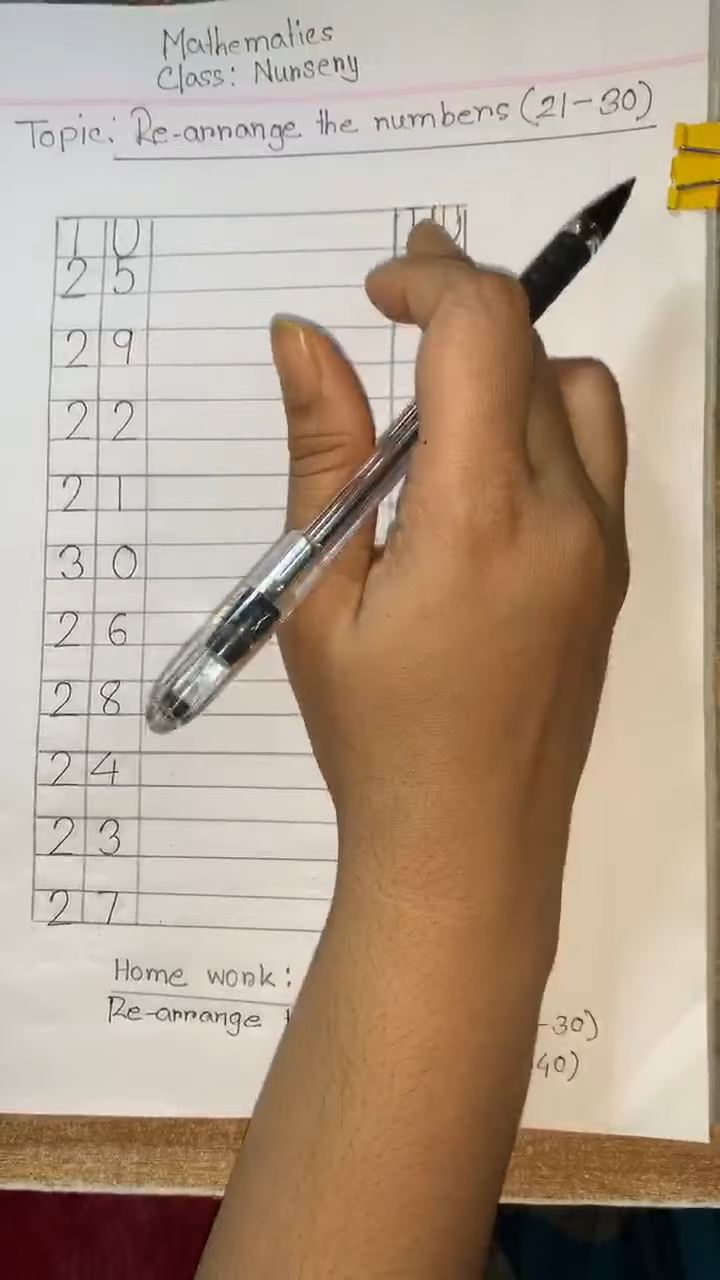 Mathematics
Class: Nunseny
Topic: Re-arrange the numbers (21-30)
T U T U
2 5
2 9
2 2
2 1
3 0
2 6
2 8
2 4
2 3
2 7
Home work:
Re-arrange -30)
40)